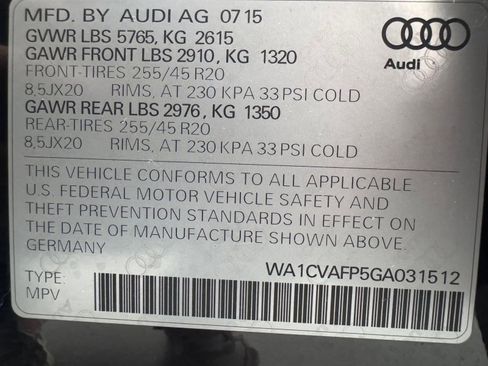 MFD. BY AUDI AG 07 15
GVWR LBS 5765, KG 2615
GAWR FRONT LBS 2910, KG 1320
FRONT-TIRES 255/45 R20
8,5JX20 RIMS, AT 230 KPA 33 PSI COLD
GAWR REAR LBS 2976, KG 1350
REAR-TIRES 255/45 R20
8,5JX20 RIMS, AT 230 KPA 33 PSI COLD
Audi
THIS VEHICLE CONFORMS TO ALL APPLICABLE
U.S. FEDERAL MOTOR VEHICLE SAFETY AND
THEFT PREVENTION STANDARDS IN EFFECT ON
THE DATE OF MANUFACTURE SHOWN ABOVE.
GERMANY
WA1CVAFP5GA031512
TYPE:
MPV